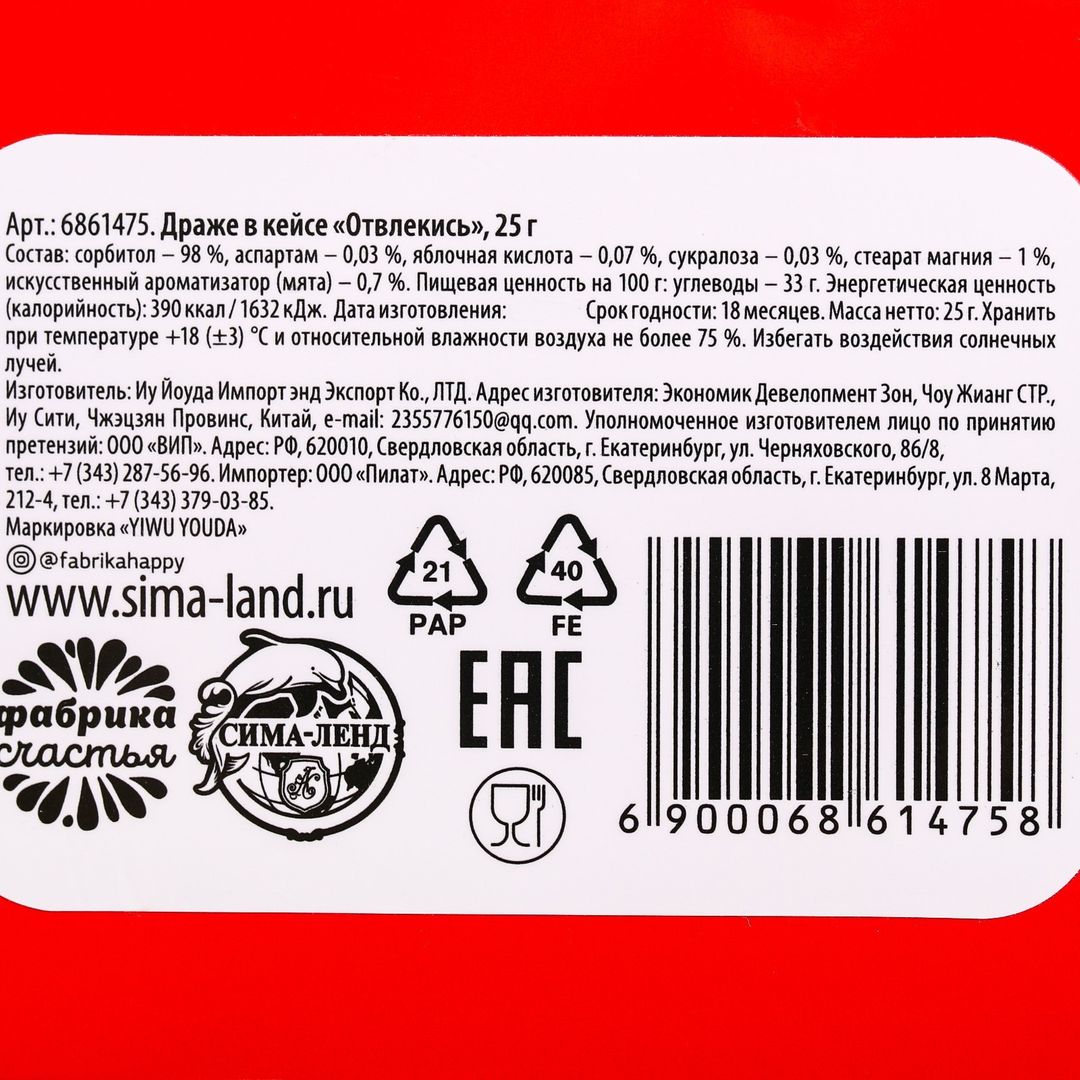 Арт.: 6861475. Драже в кейсе «Отвлекись», 25 г
Состав: сорбитол – 98 %, аспартам – 0,03 %, яблочная кислота – 0,07 %, сукралоза – 0,03 %, стеарат магния – 1 %,
искусственный ароматизатор (мята) – 0,7 %. Пищевая ценность на 100 г: углеводы – 33 г. Энергетическая ценность
(калорийность): 390 ккал / 1632 кДж. Дата изготовления: Срок годности: 18 месяцев. Масса нетто: 25 г. Хранить
при температуре +18 (±3) °С и относительной влажности воздуха не более 75 %. Избегать воздействия солнечных
лучей.
Изготовитель: Иу Йоуда Импорт энд Экспорт Ко., ЛТД. Адрес изготовителя: Экономик Девелопмент Зон, Чоу Жианг СТР.,
Иу Сити, Чжэцзян Провинс, Китай, e-mail: 2355776150@qq.com. Уполномоченное изготовителем лицо по принятию
претензий: ООО «ВИП». Адрес: РФ, 620010, Свердловская область, г. Екатеринбург, ул. Черняховского, 86/8,
тел.: +7 (343) 287-56-96. Импортер: ООО «Пилат». Адрес: РФ, 620085, Свердловская область, г. Екатеринбург, ул. 8 Марта,
212-4, тел.: +7 (343) 379-03-85.
Маркировка «YIWU YOUDA»
@fabrikahappy
www.sima-land.ru
21
PAP
40
FE
фабрика
счастья
СИМА-ЛЕНД
EAC
6 900068 614758